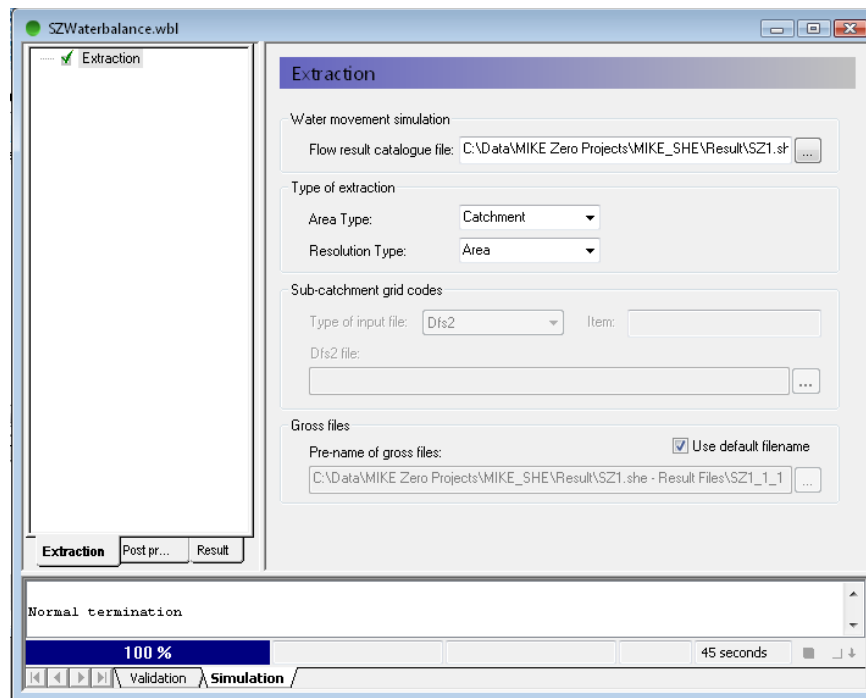 SZWaterbalance.wbl
Extraction
Extraction
Water movement simulation
Flow result catalogue file: C:\Data\MIKE Zero Projects\MIKE_SHE\Result\SZ1.sh ...
Type of extraction
Area Type: Catchment
Resolution Type: Area
Sub-catchment grid codes
Type of input file: Dfs2 Item:
Dfs2 file:
...
Gross files
Pre-name of gross files: Use default filename
C:\Data\MIKE Zero Projects\MIKE_SHE\Result\SZ1.she - Result Files\SZ1_1_1 ...
Extraction Post pr... Result
Normal termination
100 % 45 seconds
Validation Simulation